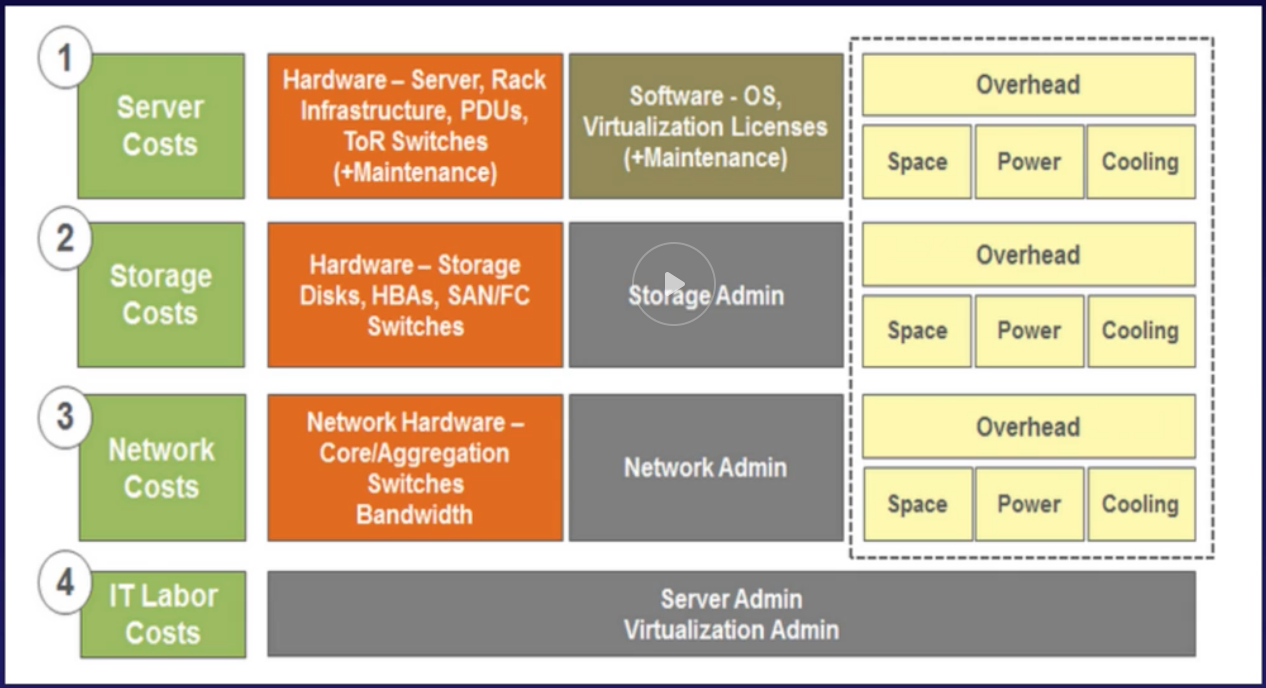 1
Server
Costs
Hardware – Server, Rack
Infrastructure, PDUs,
ToR Switches
(+Maintenance)
Software - OS,
Virtualization Licenses
(+Maintenance)
Overhead
Space
Power
Cooling
2
Storage
Costs
Hardware – Storage
Disks, HBAs, SAN/FC
Switches
Storage Admin
Overhead
Space
Power
Cooling
3
Network
Costs
Network Hardware –
Core/Aggregation
Switches
Bandwidth
Network Admin
Overhead
Space
Power
Cooling
4
IT Labor
Costs
Server Admin
Virtualization Admin